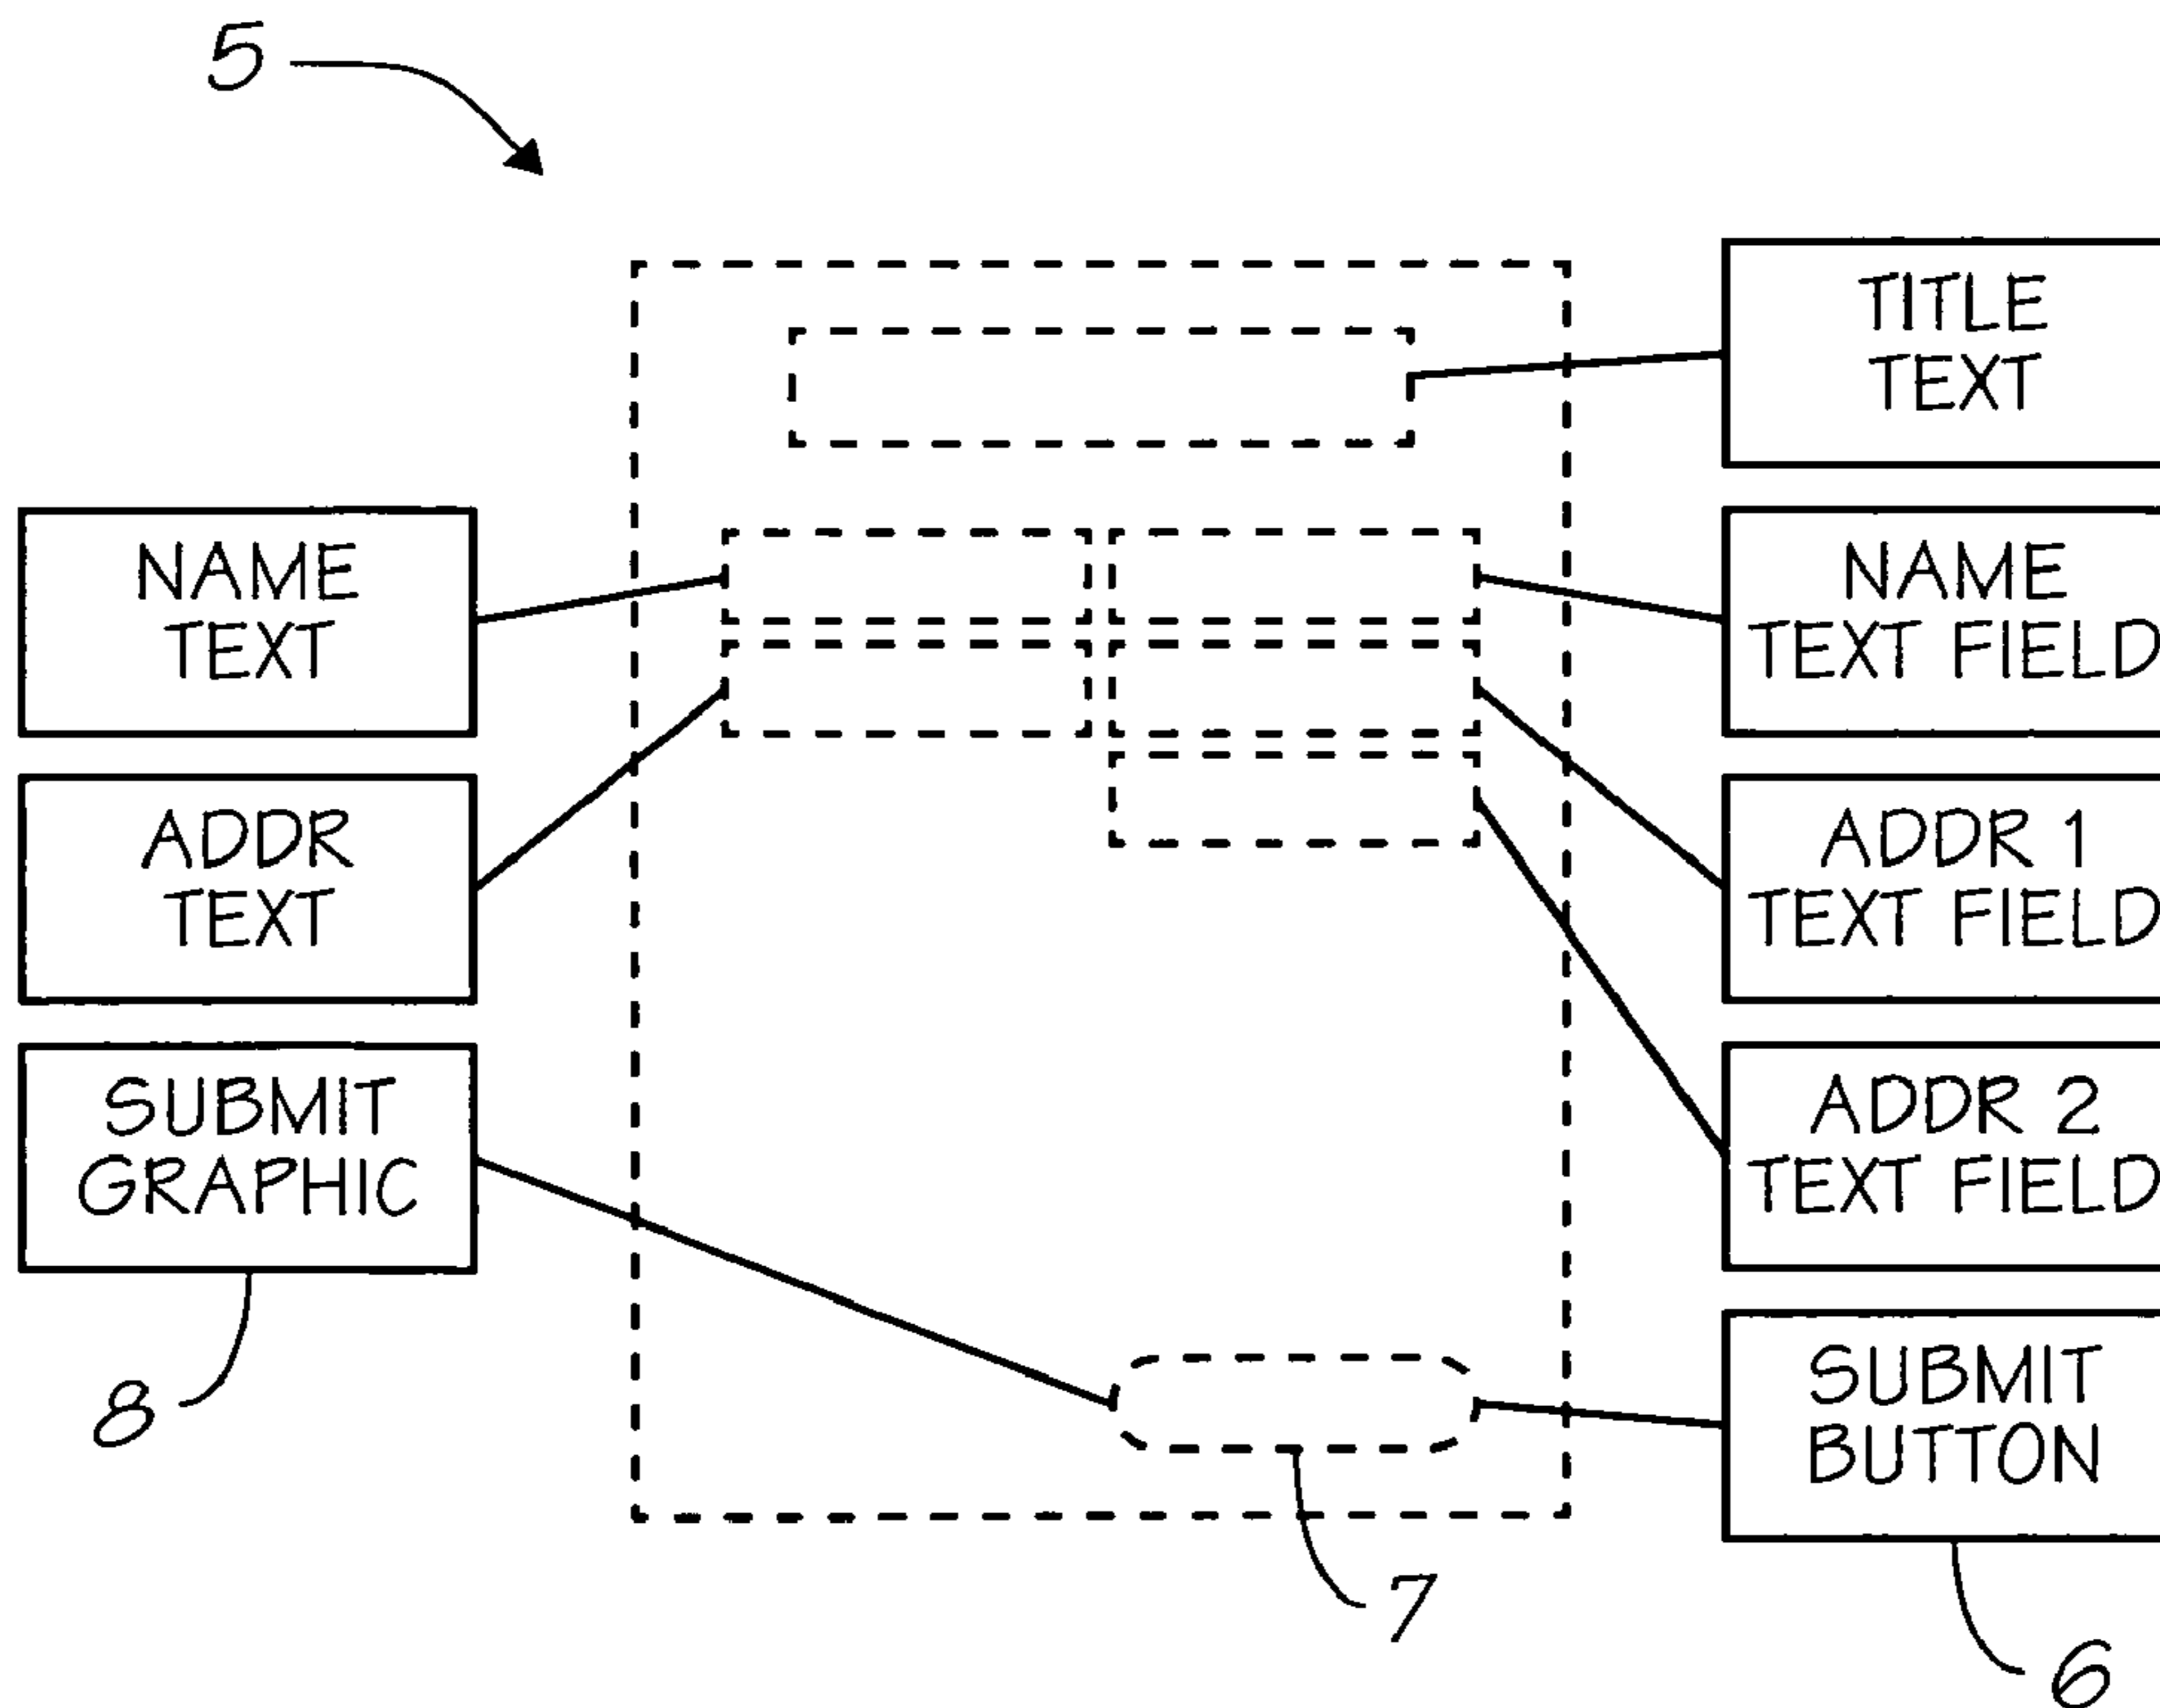 5
TITLE
TEXT
NAME
TEXT
NAME
TEXT FIELD
ADDR
TEXT
ADDR 1
TEXT FIELD
SUBMIT
GRAPHIC
ADDR 2
TEXT FIELD
SUBMIT
BUTTON
8
7
6